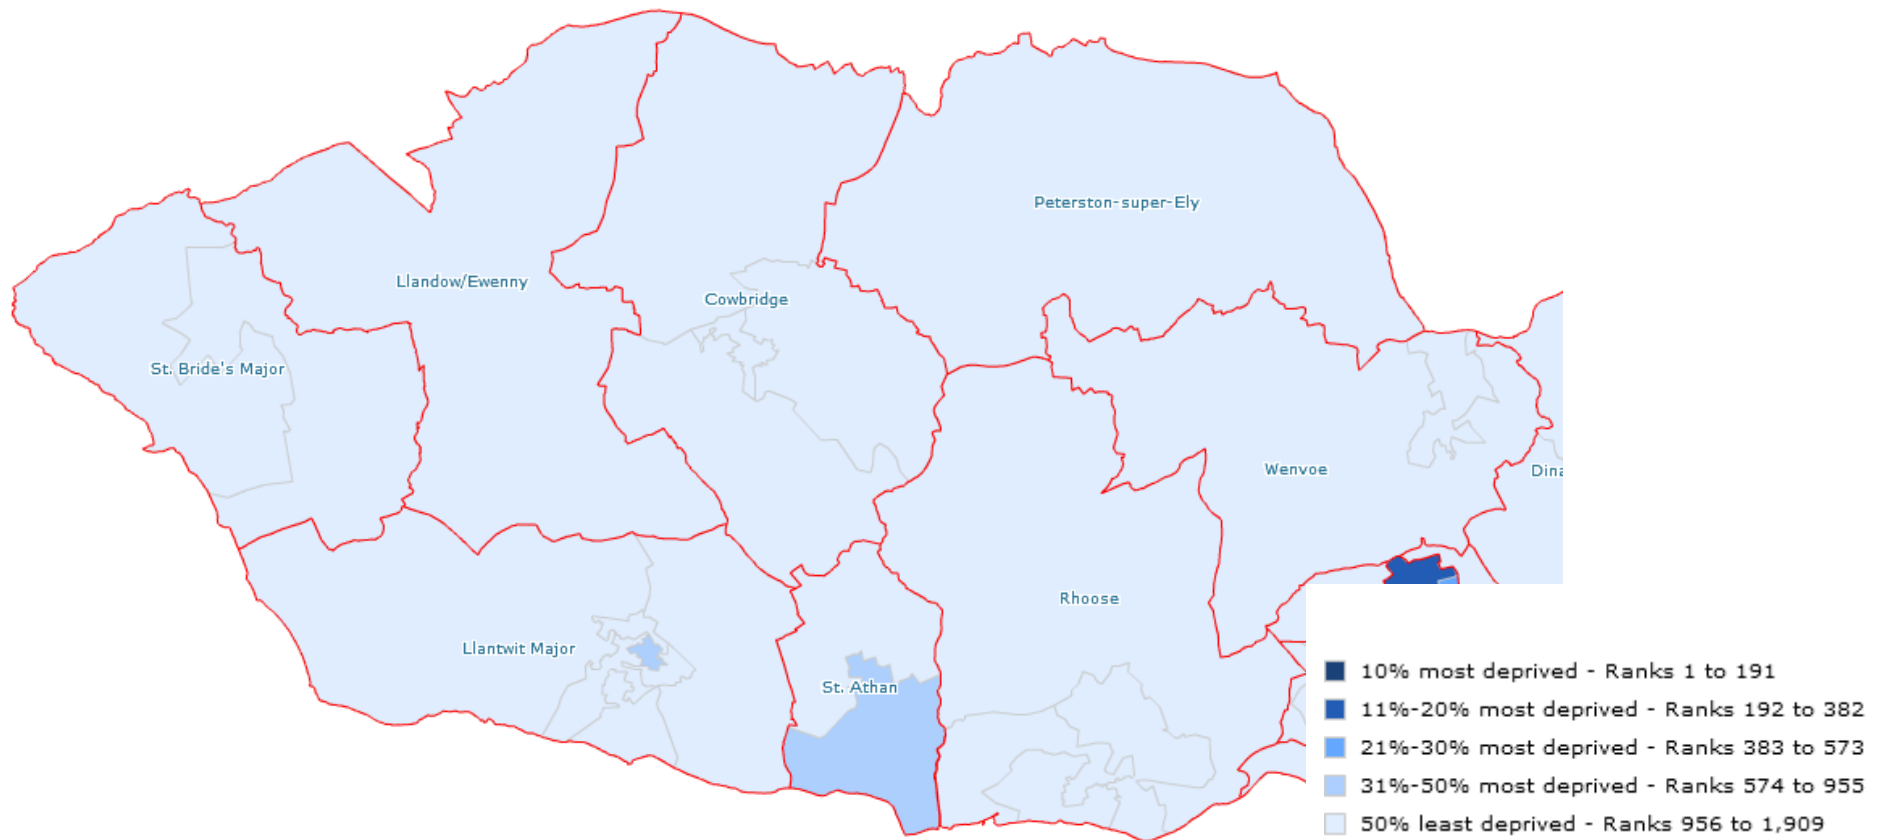 Peterston-super-Ely
Llandow/Ewenny
Cowbridge
St. Bride's Major
Wenvoe
Dina
Rhoose
Llantwit Major
St. Athan
10% most deprived - Ranks 1 to 191
11%-20% most deprived - Ranks 192 to 382
21%-30% most deprived - Ranks 383 to 573
31%-50% most deprived - Ranks 574 to 955
50% least deprived - Ranks 956 to 1,909